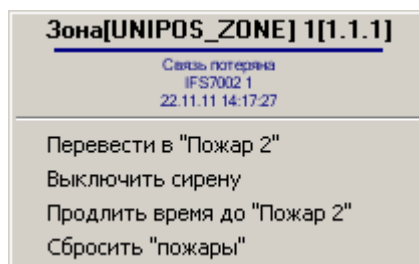 Зона[UNIPOS_ZONE] 1[1.1.1]
Связь потеряна
IFS7002 1
22.11.11 14:17:27
Перевести в "Пожар 2"
Выключить сирену
Продлить время до "Пожар 2"
Сбросить "пожары"